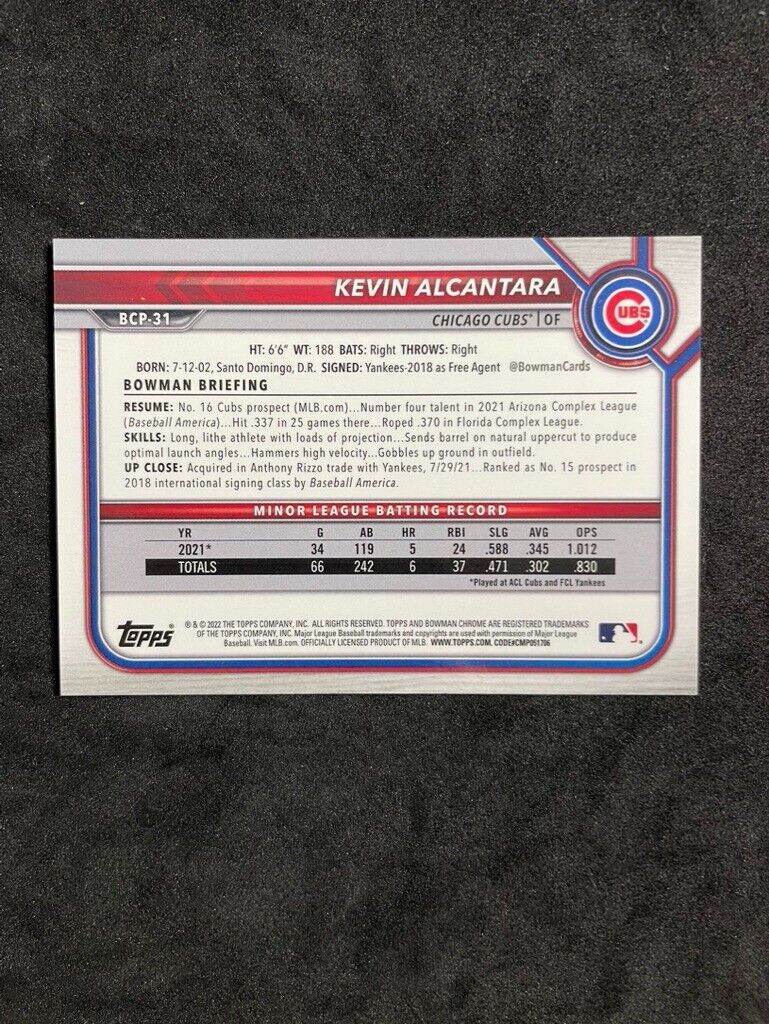 KEVIN ALCANTARA
BCP-31
CHICAGO CUBS® | OF
CUBS
HT: 6'6" WT: 188 BATS: Right THROWS: Right
BORN: 7-12-02, Santo Domingo, D.R. SIGNED: Yankees-2018 as Free Agent @BowmanCards
BOWMAN BRIEFING
RESUME: No. 16 Cubs prospect (MLB.com)...Number four talent in 2021 Arizona Complex League
(Baseball America)...Hit .337 in 25 games there...Roped .370 in Florida Complex League.
SKILLS: Long, lithe athlete with loads of projection...Sends barrel on natural uppercut to produce
optimal launch angles...Hammers high velocity...Gobbles up ground in outfield.
UP CLOSE: Acquired in Anthony Rizzo trade with Yankees, 7/29/21...Ranked as No. 15 prospect in
2018 international signing class by Baseball America.
MINOR LEAGUE BATTING RECORD
YR G AB HR RBI SLG AVG OPS
2021* 34 119 5 24 .588 .345 1.012
TOTALS 66 242 6 37 .471 .302 .830
*Played at ACL Cubs and FCL Yankees
TOPPS®
® & © 2022 THE TOPPS COMPANY, INC. ALL RIGHTS RESERVED. TOPPS AND BOWMAN CHROME ARE REGISTERED TRADEMARKS
OF THE TOPPS COMPANY, INC. Major League Baseball trademarks and copyrights are used with permission of Major League
Baseball. Visit MLB.com. OFFICIALLY LICENSED PRODUCT OF MLB. WWW.TOPPS.COM. CODE#CMP051706